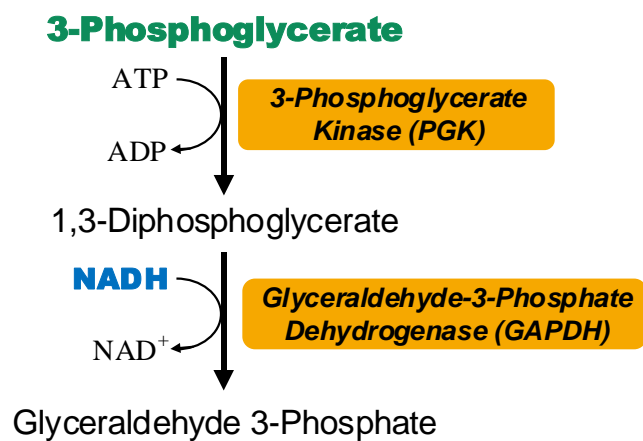 3-Phosphoglycerate
ATP
3-Phosphoglycerate
Kinase (PGK)
ADP
1,3-Diphosphoglycerate
NADH
Glyceraldehyde-3-Phosphate
Dehydrogenase (GAPDH)
NAD+
Glyceraldehyde 3-Phosphate